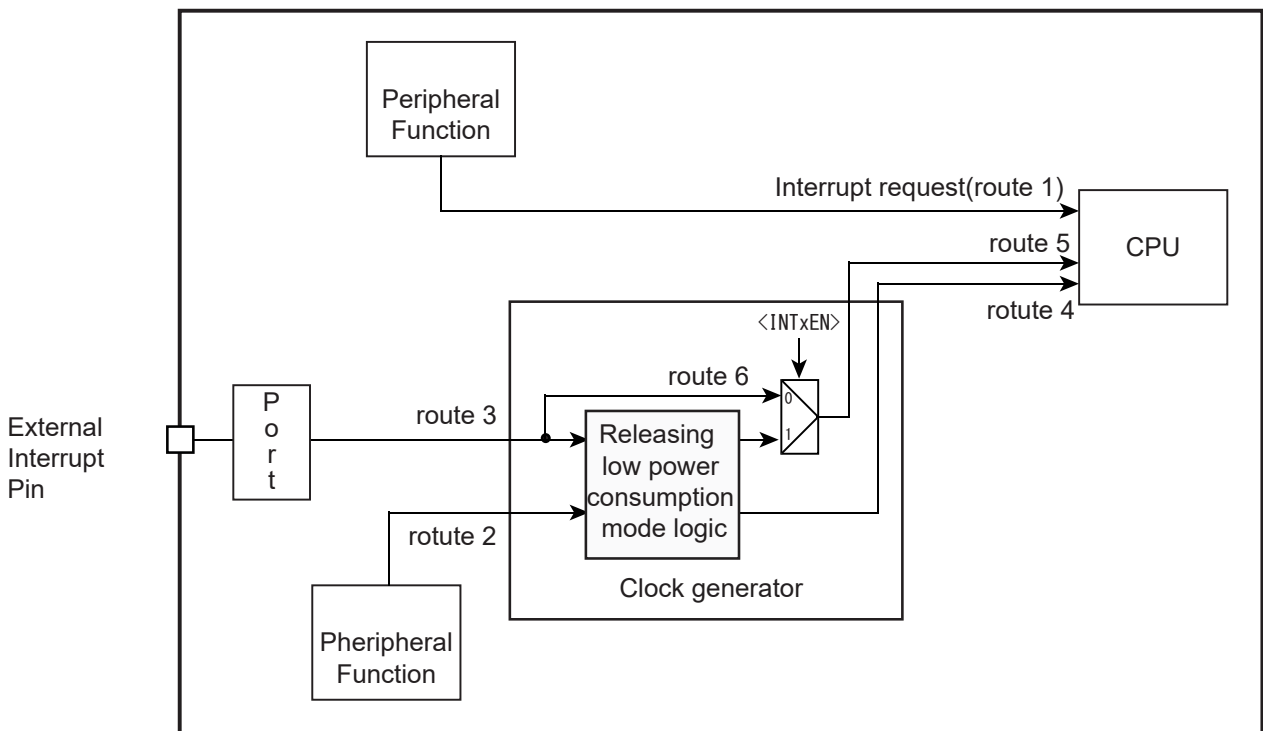 Peripheral
Function
Interrupt request(route 1)
CPU
route 5
rotute 4
<INTxEN>
route 6
0
1
P
o
r
t
route 3
External
Interrupt
Pin
Releasing
low power
consumption
mode logic
rotute 2
Clock generator
Pheripheral
Function